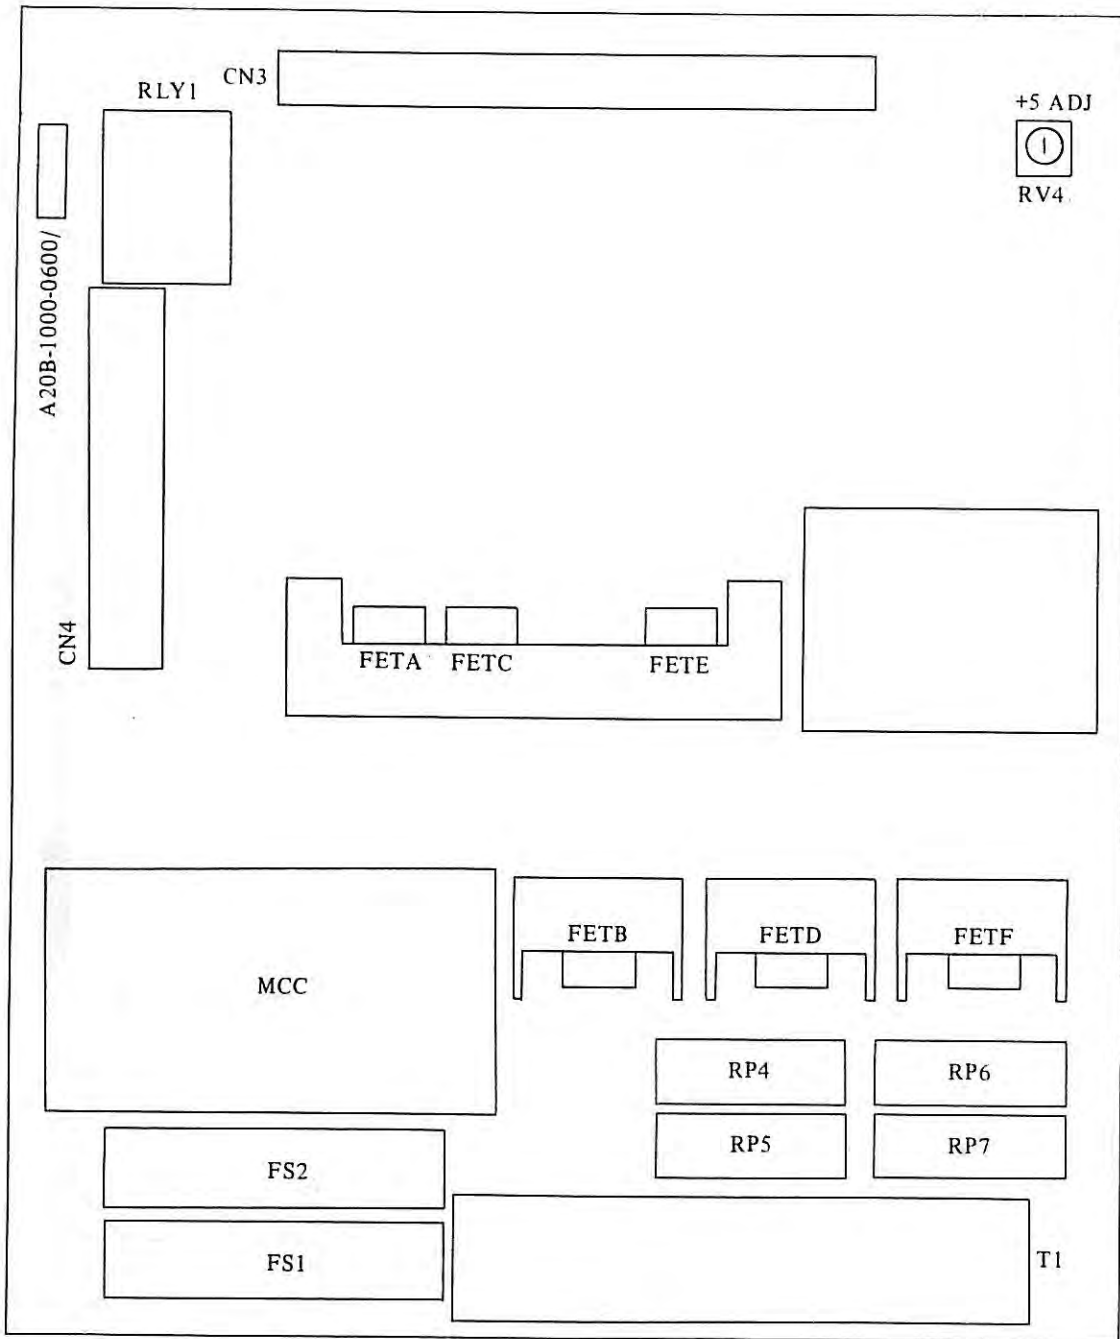 CN3
RLY1
+5 ADJ
RV4
A20B-1000-0600/
CN4
FETA
FETC
FETE
FETB
FETD
FETF
MCC
RP4
RP6
RP5
RP7
FS2
FS1
T1